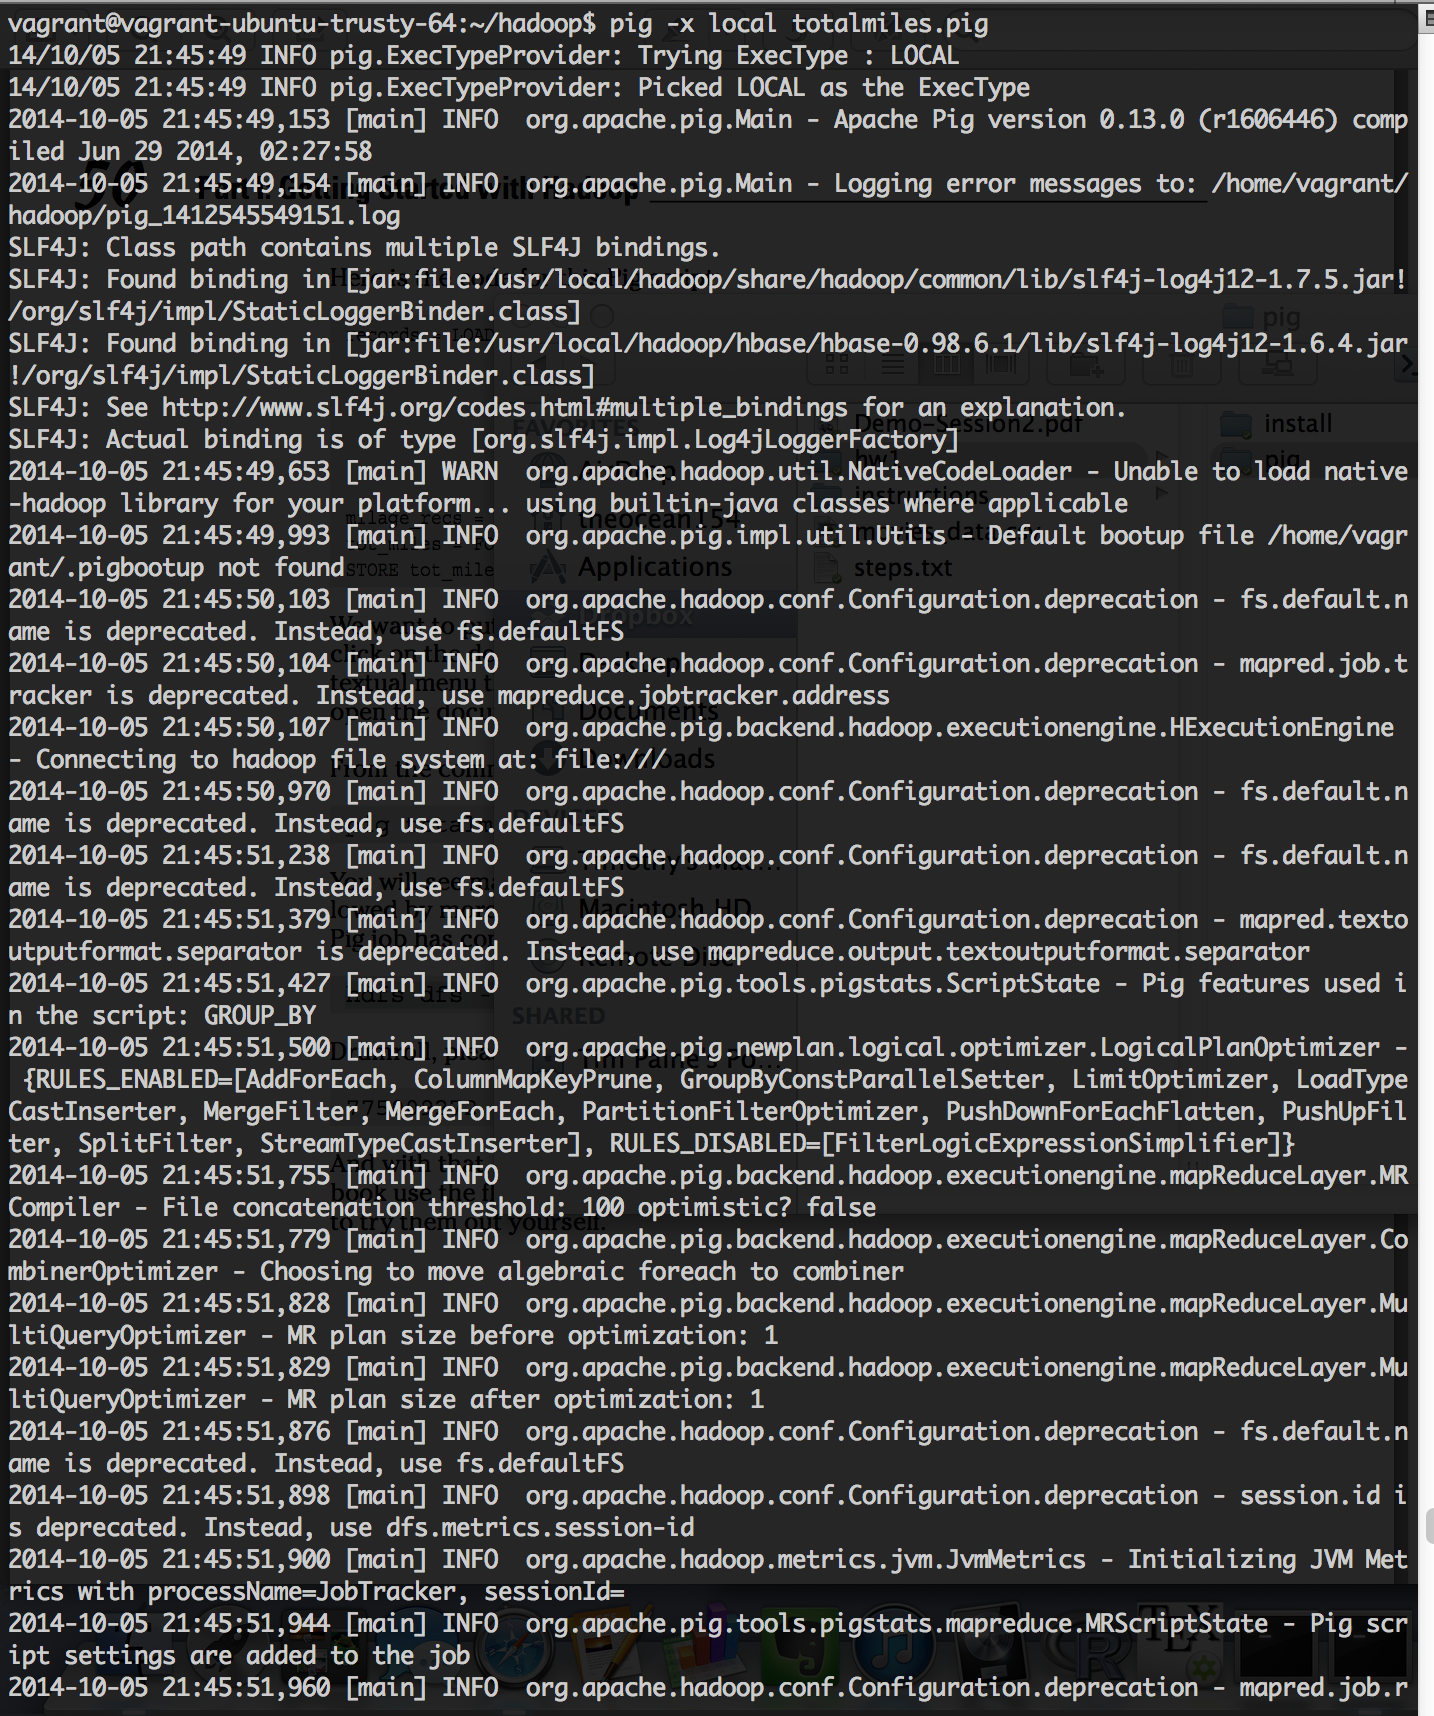 vagrant@vagrant-ubuntu-trusty-64:~/hadoop$ pig -x local totalmiles.pig
14/10/05 21:45:49 INFO pig.ExecTypeProvider: Trying ExecType : LOCAL
14/10/05 21:45:49 INFO pig.ExecTypeProvider: Picked LOCAL as the ExecType
2014-10-05 21:45:49,153 [main] INFO  org.apache.pig.Main - Apache Pig version 0.13.0 (r1606446) comp
iled Jun 29 2014, 02:27:58
2014-10-05 21:45:49,154 [main] INFO  org.apache.pig.Main - Logging error messages to: /home/vagrant/
hadoop/pig_1412545549151.log
SLF4J: Class path contains multiple SLF4J bindings.
SLF4J: Found binding in [jar:file:/usr/local/hadoop/share/hadoop/common/lib/slf4j-log4j12-1.7.5.jar!
/org/slf4j/impl/StaticLoggerBinder.class]
SLF4J: Found binding in [jar:file:/usr/local/hadoop/hbase/hbase-0.98.6.1/lib/slf4j-log4j12-1.6.4.jar
!/org/slf4j/impl/StaticLoggerBinder.class]
SLF4J: See http://www.slf4j.org/codes.html#multiple_bindings for an explanation.
SLF4J: Actual binding is of type [org.slf4j.impl.Log4jLoggerFactory]
2014-10-05 21:45:49,653 [main] WARN  org.apache.hadoop.util.NativeCodeLoader - Unable to load native
-hadoop library for your platform... using builtin-java classes where applicable
2014-10-05 21:45:49,993 [main] INFO  org.apache.pig.impl.util.Utils - Default bootup file /home/vagr
ant/.pigbootup not found
2014-10-05 21:45:50,103 [main] INFO  org.apache.hadoop.conf.Configuration.deprecation - fs.default.n
ame is deprecated. Instead, use fs.defaultFS
2014-10-05 21:45:50,104 [main] INFO  org.apache.hadoop.conf.Configuration.deprecation - mapred.job.t
racker is deprecated. Instead, use mapreduce.jobtracker.address
2014-10-05 21:45:50,107 [main] INFO  org.apache.pig.backend.hadoop.executionengine.HExecutionEngine
- Connecting to hadoop file system at: file:///
2014-10-05 21:45:50,970 [main] INFO  org.apache.hadoop.conf.Configuration.deprecation - fs.default.n
ame is deprecated. Instead, use fs.defaultFS
2014-10-05 21:45:51,238 [main] INFO  org.apache.hadoop.conf.Configuration.deprecation - fs.default.n
ame is deprecated. Instead, use fs.defaultFS
2014-10-05 21:45:51,379 [main] INFO  org.apache.hadoop.conf.Configuration.deprecation - mapred.texto
utputformat.separator is deprecated. Instead, use mapreduce.output.textoutputformat.separator
2014-10-05 21:45:51,427 [main] INFO  org.apache.pig.tools.pigstats.ScriptState - Pig features used i
n the script: GROUP_BY
2014-10-05 21:45:51,500 [main] INFO  org.apache.pig.newplan.logical.optimizer.LogicalPlanOptimizer -
 {RULES_ENABLED=[AddForEach, ColumnMapKeyPrune, GroupByConstParallelSetter, LimitOptimizer, LoadType
CastInserter, MergeFilter, MergeForEach, PartitionFilterOptimizer, PushDownForEachFlatten, PushUpFil
ter, SplitFilter, StreamTypeCastInserter], RULES_DISABLED=[FilterLogicExpressionSimplifier]}
2014-10-05 21:45:51,755 [main] INFO  org.apache.pig.backend.hadoop.executionengine.mapReduceLayer.MR
Compiler - File concatenation threshold: 100 optimistic? false
2014-10-05 21:45:51,779 [main] INFO  org.apache.pig.backend.hadoop.executionengine.mapReduceLayer.Co
mbinerOptimizer - Choosing to move algebraic foreach to combiner
2014-10-05 21:45:51,828 [main] INFO  org.apache.pig.backend.hadoop.executionengine.mapReduceLayer.Mu
ltiQueryOptimizer - MR plan size before optimization: 1
2014-10-05 21:45:51,829 [main] INFO  org.apache.pig.backend.hadoop.executionengine.mapReduceLayer.Mu
ltiQueryOptimizer - MR plan size after optimization: 1
2014-10-05 21:45:51,876 [main] INFO  org.apache.hadoop.conf.Configuration.deprecation - fs.default.n
ame is deprecated. Instead, use fs.defaultFS
2014-10-05 21:45:51,898 [main] INFO  org.apache.hadoop.conf.Configuration.deprecation - session.id i
s deprecated. Instead, use dfs.metrics.session-id
2014-10-05 21:45:51,900 [main] INFO  org.apache.hadoop.metrics.jvm.JvmMetrics - Initializing JVM Met
rics with processName=JobTracker, sessionId=
2014-10-05 21:45:51,944 [main] INFO  org.apache.pig.tools.pigstats.mapreduce.MRScriptState - Pig scr
ipt settings are added to the job
2014-10-05 21:45:51,960 [main] INFO  org.apache.hadoop.conf.Configuration.deprecation - mapred.job.r